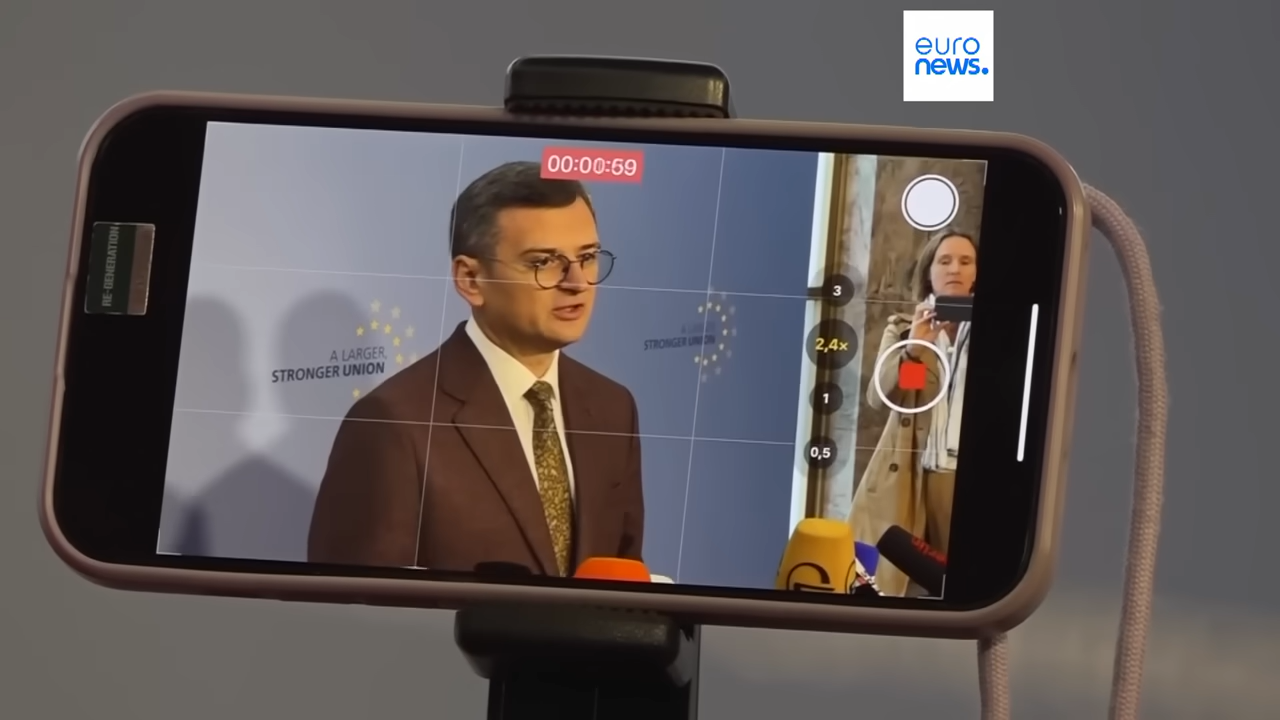 euro
news.
00:00:59
RE-GENERATION
A LARGER,
STRONGER UNION
STRONGER UNION
3
2,4×
1
0,5